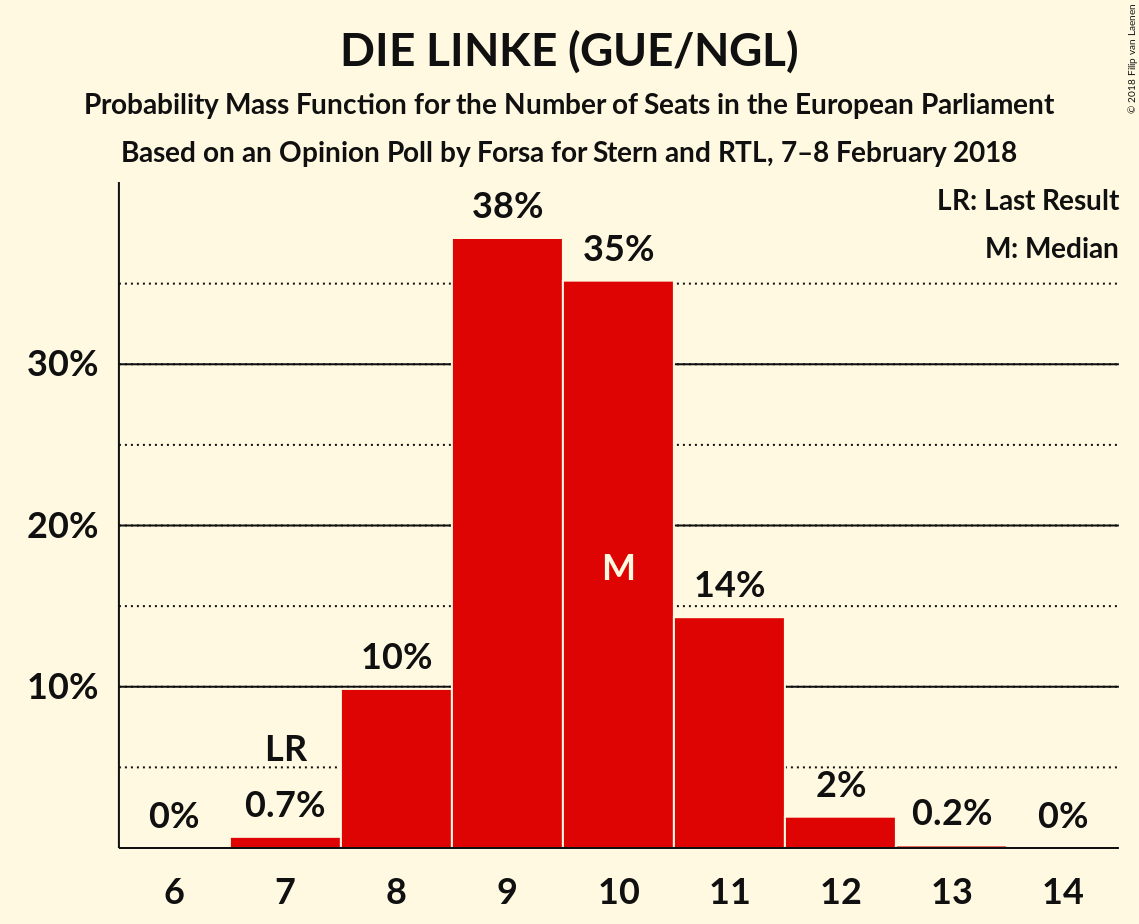 DIE LINKE (GUE/NGL)
Probability Mass Function for the Number of Seats in the European Parliament
Based on an Opinion Poll by Forsa for Stern and RTL, 7–8 February 2018
© 2018 Filip van Laenen
LR: Last Result
M: Median
38%
35%
30%
20%
M
14%
10%
10%
LR
0.7%
0%
2%
0.2%
0%
6 7 8 9 10 11 12 13 14